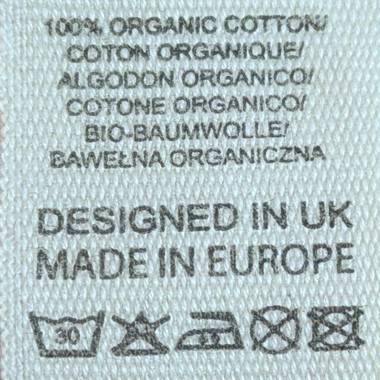 100% ORGANIC COTTON/
COTON ORGANIQUE/
ALGODON ORGANICO/
COTONE ORGANICO/
BIO-BAUMWOLLE/
BAWEŁNA ORGANICZNA
DESIGNED IN UK
MADE IN EUROPE
30